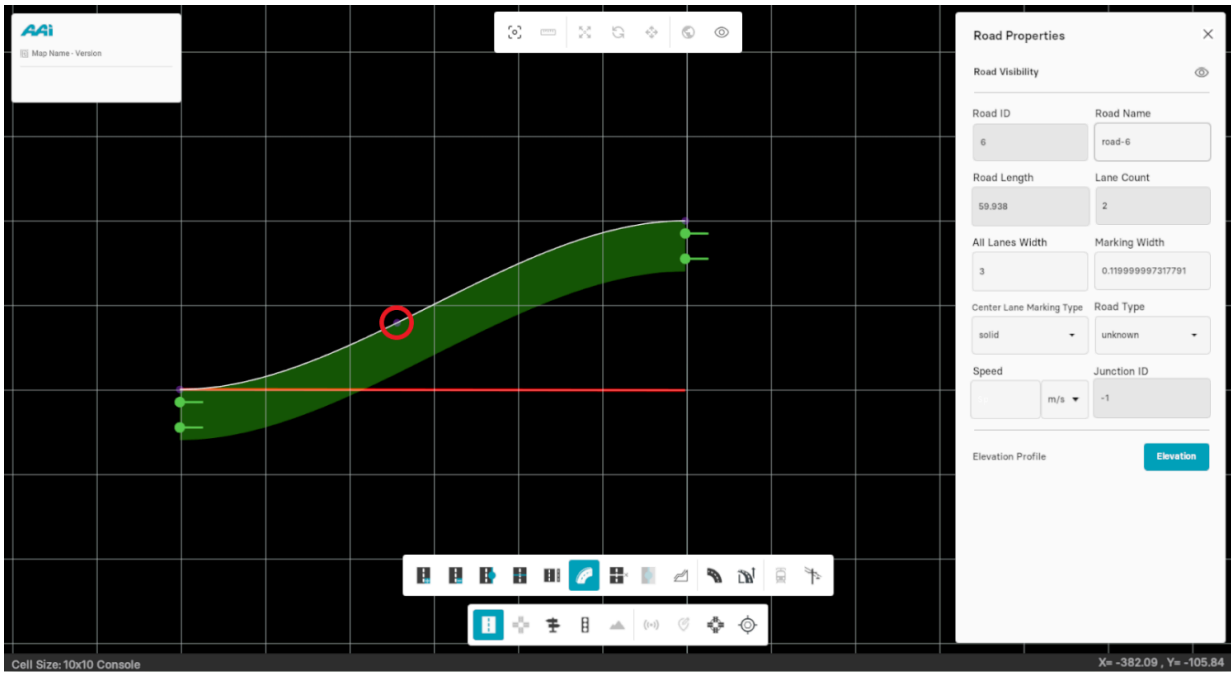 AAi
Map Name - Version
Road Properties
Road Visibility
Road ID Road Name
6 road-6
Road Length Lane Count
59.938 2
All Lanes Width Marking Width
3 0.119999997317791
Center Lane Marking Type Road Type
solid unknown
Speed Junction ID
m/s -1
Elevation Profile Elevation
Cell Size: 10x10 Console
X= -382.09 , Y= -105.84